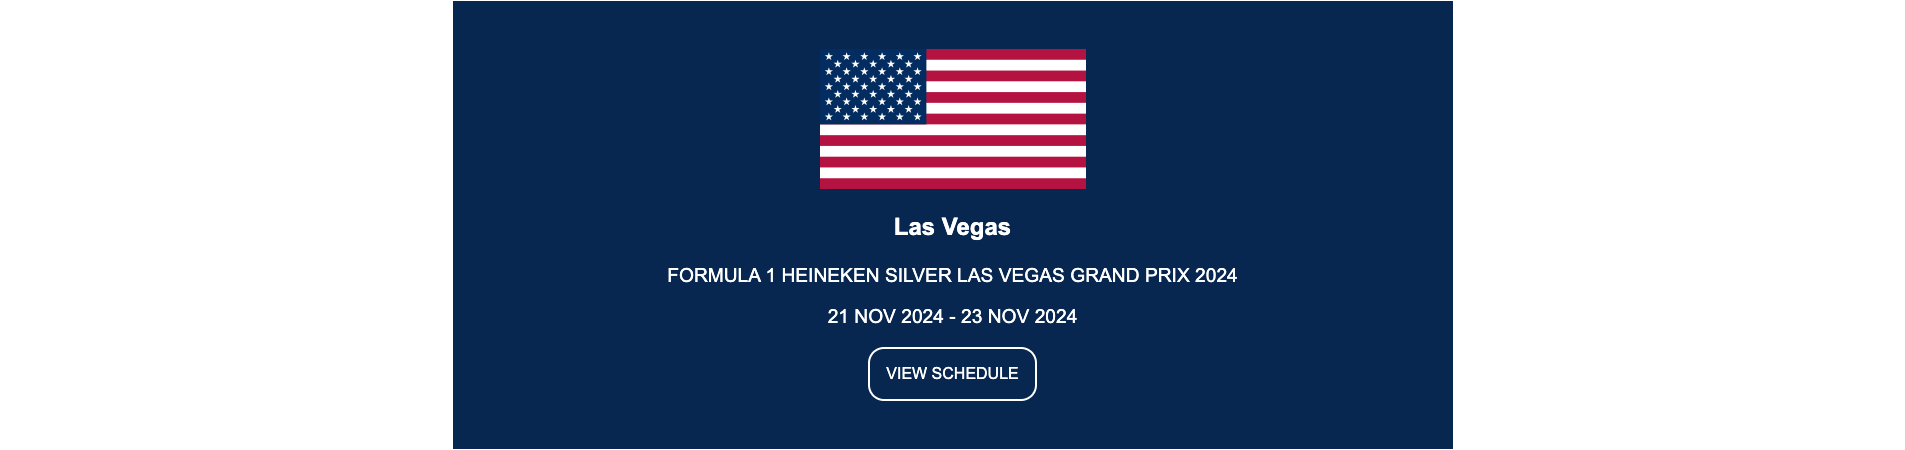 Las Vegas
FORMULA 1 HEINEKEN SILVER LAS VEGAS GRAND PRIX 2024
21 NOV 2024 - 23 NOV 2024
VIEW SCHEDULE